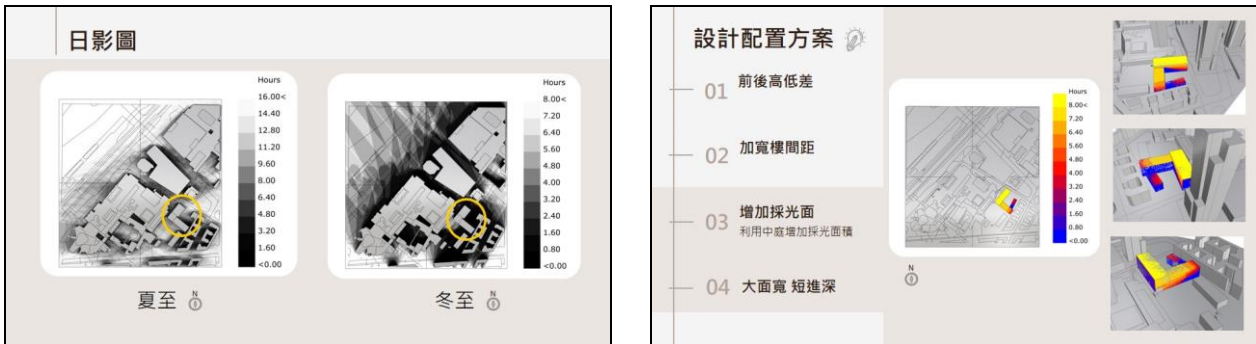 日影圖
Hours
16.00<
14.40
12.80
11.20
9.60
8.00
6.40
4.80
3.20
1.60
<0.00
夏至 N
Hours
8.00<
7.20
6.40
5.60
4.80
4.00
3.20
2.40
1.60
0.80
<0.00
冬至 N
設計配置方案
01 前後高低差
02 加寬樓間距
03 增加採光面
利用中庭增加採光面積
04 大面寬 短進深
Hours
8.00<
7.20
6.40
5.60
4.80
4.00
3.20
2.40
1.60
0.80
<0.00
N